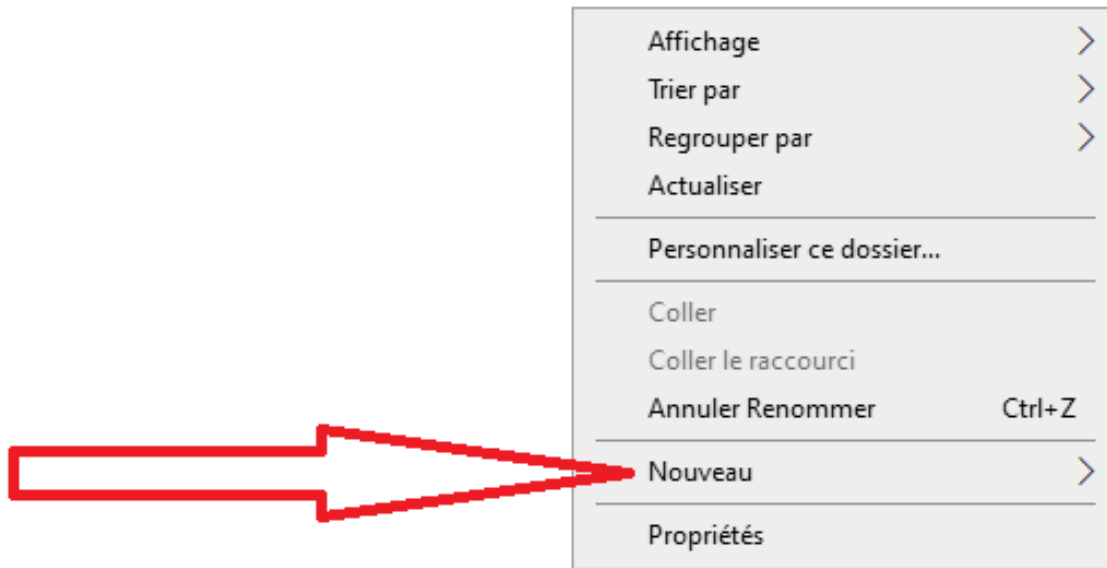 Affichage
Trier par
Regrouper par
Actualiser
Personnaliser ce dossier...
Coller
Coller le raccourci
Annuler Renommer Ctrl+Z
Nouveau
Propriétés